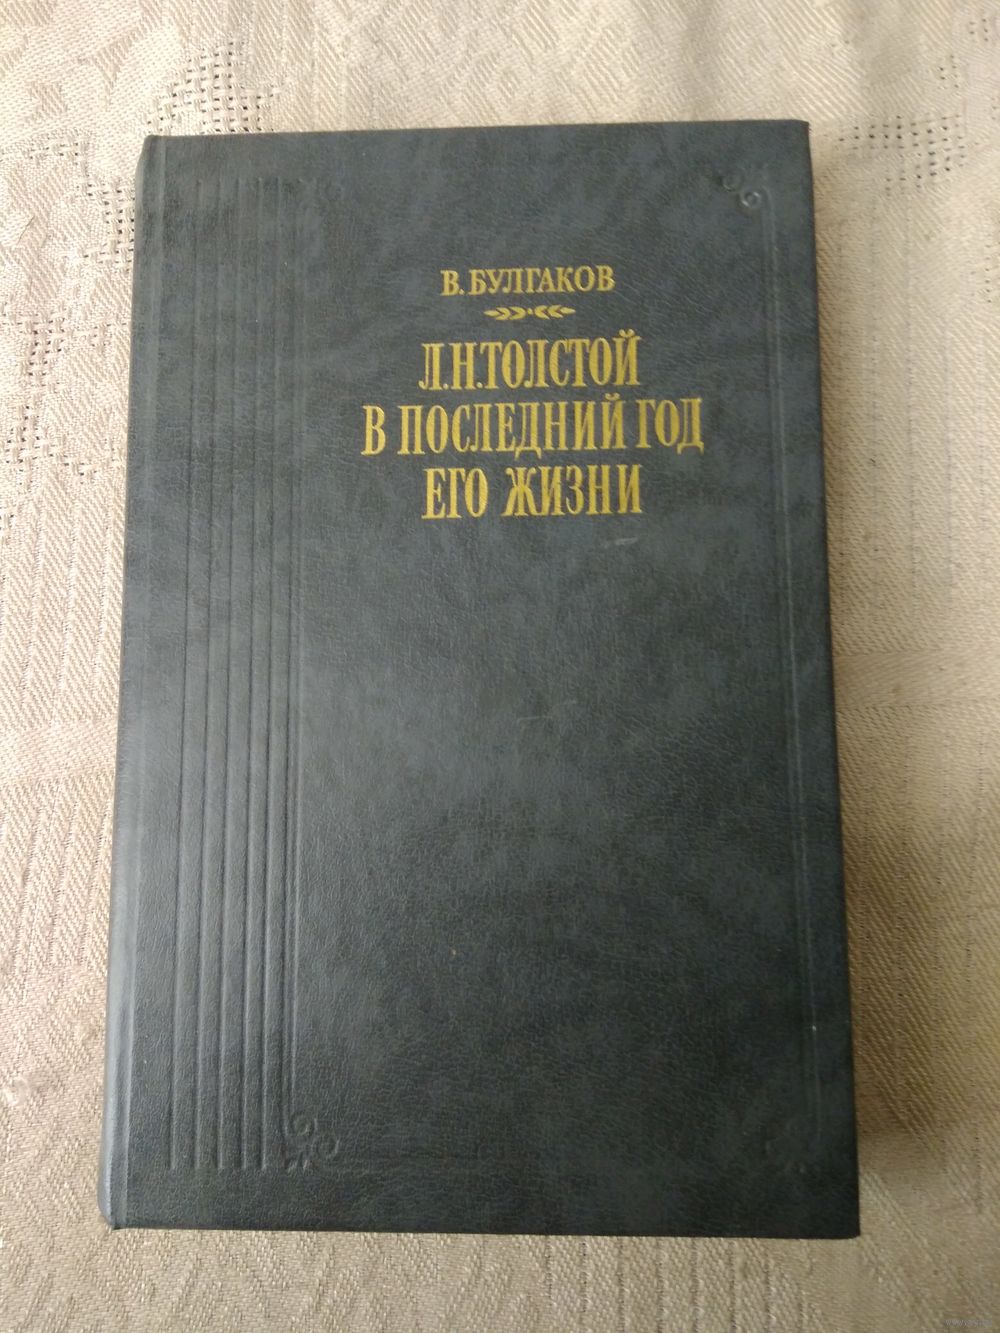 В. БУЛГАКОВ
Л.Н.ТОЛСТОЙ
В ПОСЛЕДНИЙ ГОД
ЕГО ЖИЗНИ